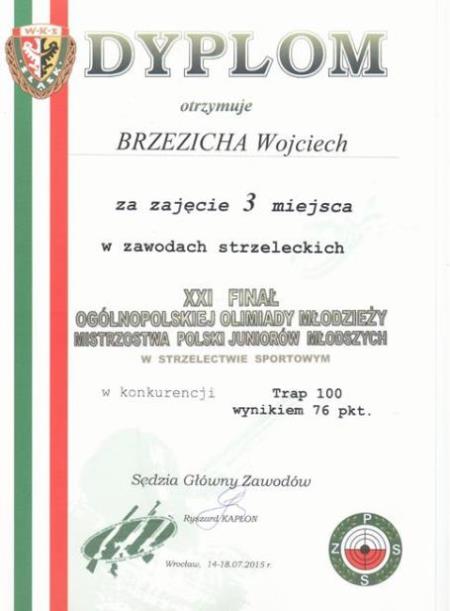 W·K·S
ŚLĄSK
DYPLOM
otrzymuje
BRZEZICHA Wojciech
za zajęcie 3 miejsca
w zawodach strzeleckich
XXI FINAŁ
OGÓLNOPOLSKIEJ OLIMIADY MŁODZIEŻY
MISTRZOSTWA POLSKI JUNIORÓW MŁODSZYCH
W STRZELECTWIE SPORTOWYM
w konkurencji Trap 100
wynikiem 76 pkt.
Sędzia Główny Zawodów
Ryszard KAPŁON
P
Z S
S
Wrocław, 14-18.07.2015 r.